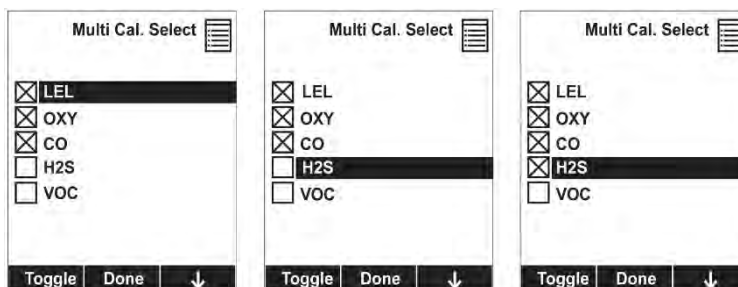 Multi Cal. Select
LEL
OXY
CO
H2S
VOC
Toggle Done ↓
Multi Cal. Select
LEL
OXY
CO
H2S
VOC
Toggle Done ↓
Multi Cal. Select
LEL
OXY
CO
H2S
VOC
Toggle Done ↓